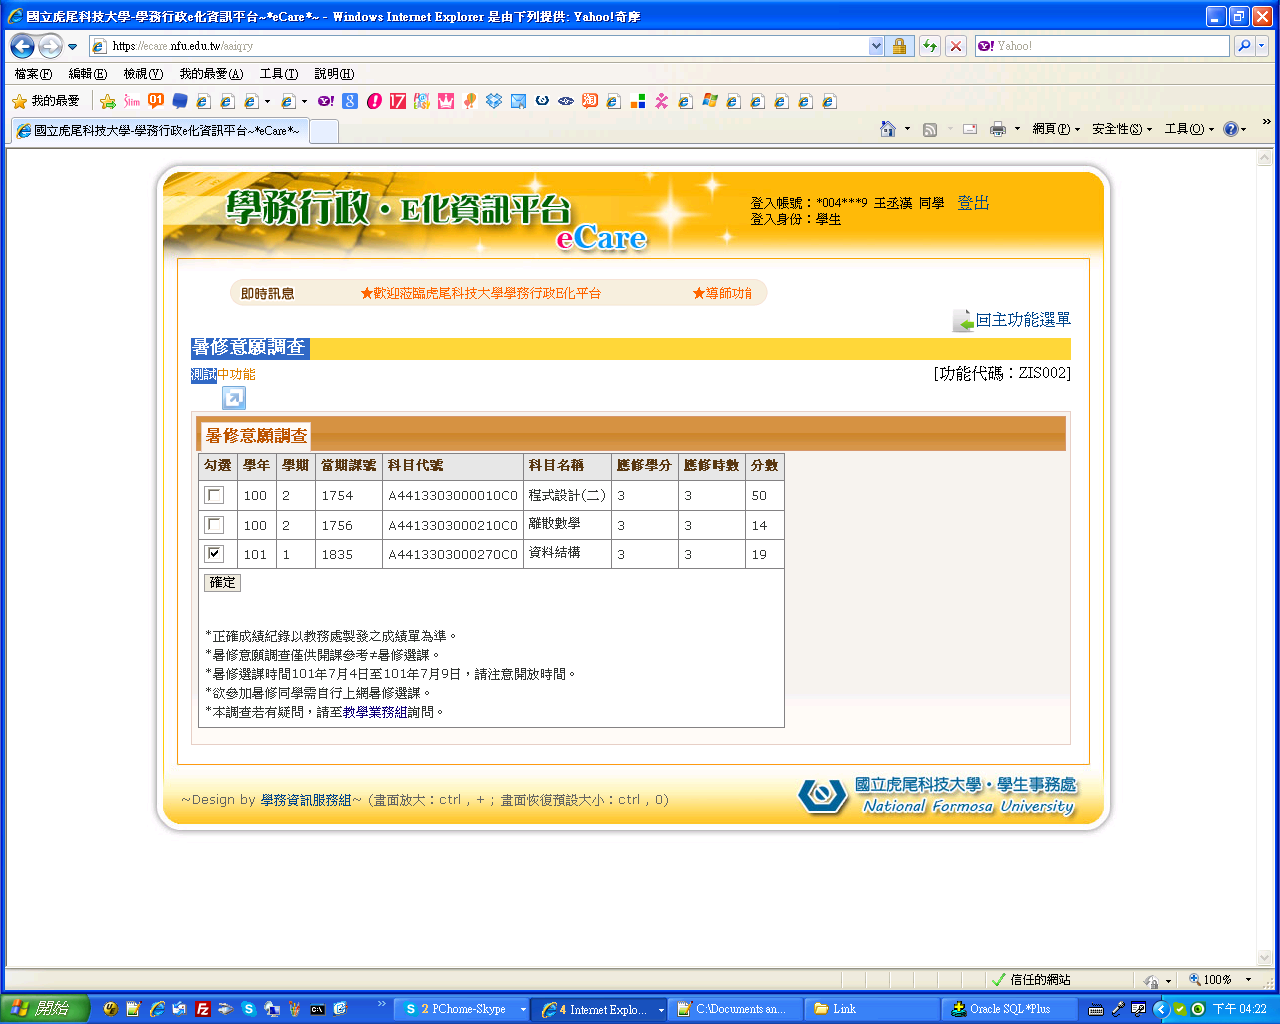 國立虎尾科技大學-學務行政e化資訊平台~*eCare*~ - Windows Internet Explorer 是由下列提供: Yahoo!奇摩
https://ecare.nfu.edu.tw/aaiqry
Yahoo!
檔案(F) 編輯(E) 檢視(V) 我的最愛(A) 工具(T) 說明(H)
我的最愛
國立虎尾科技大學-學務行政e化資訊平台~*eCare*~
網頁(P) 安全性(S) 工具(O)
學務行政・E化資訊平台
eCare
登入帳號：*004***9 王丞漢 同學 登出
登入身份：學生
即時訊息 ★歡迎蒞臨虎尾科技大學學務行政E化平台 ★導師功能
回主功能選單
暑修意願調查
測試中功能 [功能代碼：ZIS002]
暑修意願調查
勾選 學年 學期 當期課號 科目代號 科目名稱 應修學分 應修時數 分數
100 2 1754 A4413303000010C0 程式設計(二) 3 3 50
100 2 1756 A4413303000210C0 離散數學 3 3 14
101 1 1835 A4413303000270C0 資料結構 3 3 19
確定
*正確成績紀錄以教務處製發之成績單為準。
*暑修意願調查僅供開課參考≠暑修選課。
*暑修選課時間101年7月4日至101年7月9日，請注意開放時間。
*欲參加暑修同學需自行上網暑修選課。
*本調查若有疑問，請至教學業務組詢問。
~Design by 學務資訊服務組~ (畫面放大：ctrl , + ; 畫面恢復預設大小：ctrl , 0)
國立虎尾科技大學・學生事務處
National Formosa University
信任的網站 100%
開始 2 PChome-Skype 4 Internet Explo... C:\Documents an... Link Oracle SQL*Plus 下午 04:22